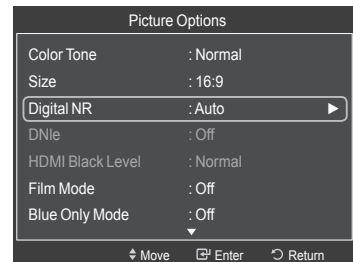 Picture Options
Color Tone : Normal
Size : 16:9
Digital NR : Auto ►
DNIe : Off
HDMI Black Level : Normal
Film Mode : Off
Blue Only Mode : Off
▼
Move Enter Return